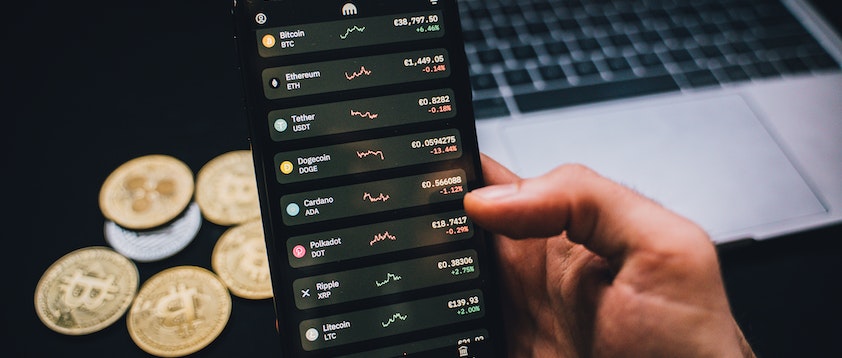 Bitcoin €38,797.50
BTC +6.46%
Ethereum €1,449.05
ETH -0.14%
Tether €0.8282
USDT -0.18%
Dogecoin €0.0594275
DOGE -13.44%
Cardano €0.566088
ADA -1.12%
Polkadot €18.7417
DOT -0.29%
Ripple €0.38306
XRP +2.75%
Litecoin €139.93
LTC +2.00%